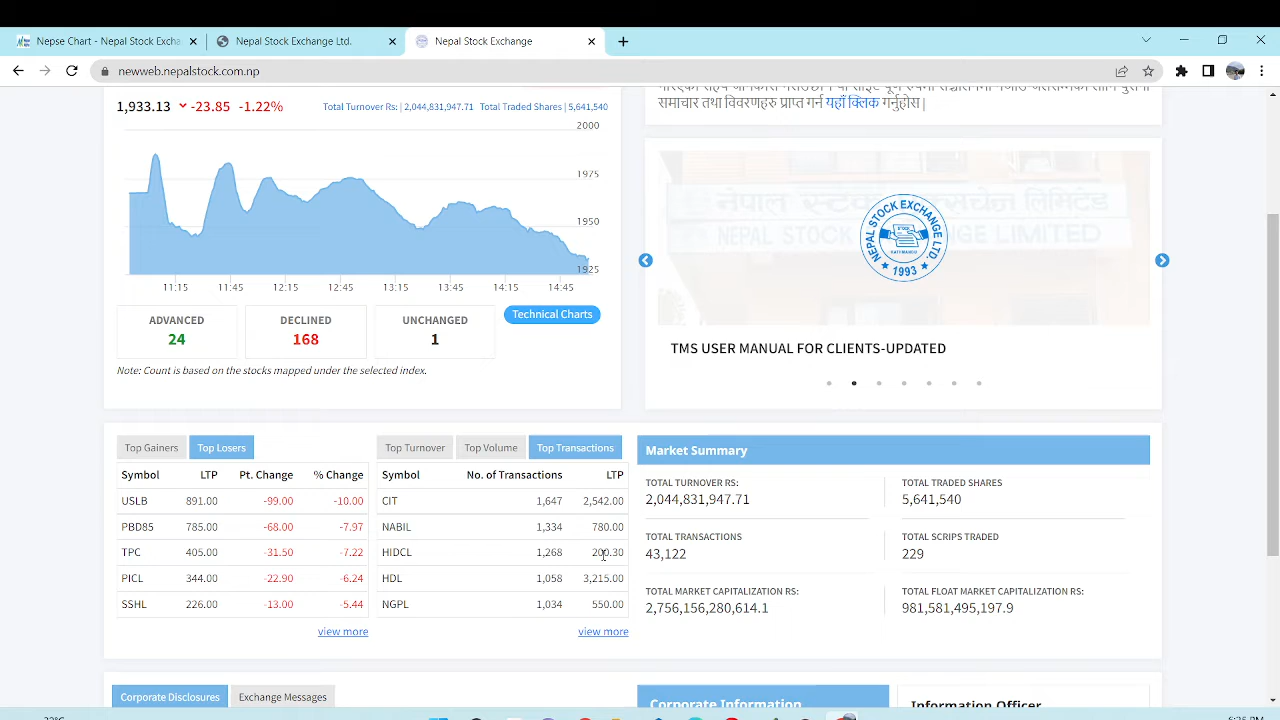 Nepse Chart - Nepal Stock Excha
Nepal Stock Exchange Ltd.
Nepal Stock Exchange
newweb.nepalstock.com.np
1,933.13 -23.85 -1.22%
Total Turnover Rs: | 2,044,831,947.71 Total Traded Shares | 5,641,540
2000
1975
1950
1925
11:15 11:45 12:15 12:45 13:15 13:45 14:15 14:45
ADVANCED
24
DECLINED
168
UNCHANGED
1
Technical Charts
Note: Count is based on the stocks mapped under the selected index.
समाचार तथा विवरणहरु प्राप्त गर्न यहाँ क्लिक गर्नुहोस |
NEPAL STOCK EXCHANGE LIMITED
NEPAL STOCK EXCHANGE LTD.
STOCK
KATHMANDU
1993
TMS USER MANUAL FOR CLIENTS-UPDATED
Top Gainers Top Losers
Symbol LTP Pt. Change % Change
USLB 891.00 -99.00 -10.00
PBD85 785.00 -68.00 -7.97
TPC 405.00 -31.50 -7.22
PICL 344.00 -22.90 -6.24
SSHL 226.00 -13.00 -5.44
view more
Top Turnover Top Volume Top Transactions
Symbol No. of Transactions LTP
CIT 1,647 2,542.00
NABIL 1,334 780.00
HIDCL 1,268 200.30
HDL 1,058 3,215.00
NGPL 1,034 550.00
view more
Market Summary
TOTAL TURNOVER RS:
2,044,831,947.71
TOTAL TRADED SHARES
5,641,540
TOTAL TRANSACTIONS
43,122
TOTAL SCRIPS TRADED
229
TOTAL MARKET CAPITALIZATION RS:
2,756,156,280,614.1
TOTAL FLOAT MARKET CAPITALIZATION RS:
981,581,495,197.9
Corporate Disclosures Exchange Messages
Corporate Information
Information Officer